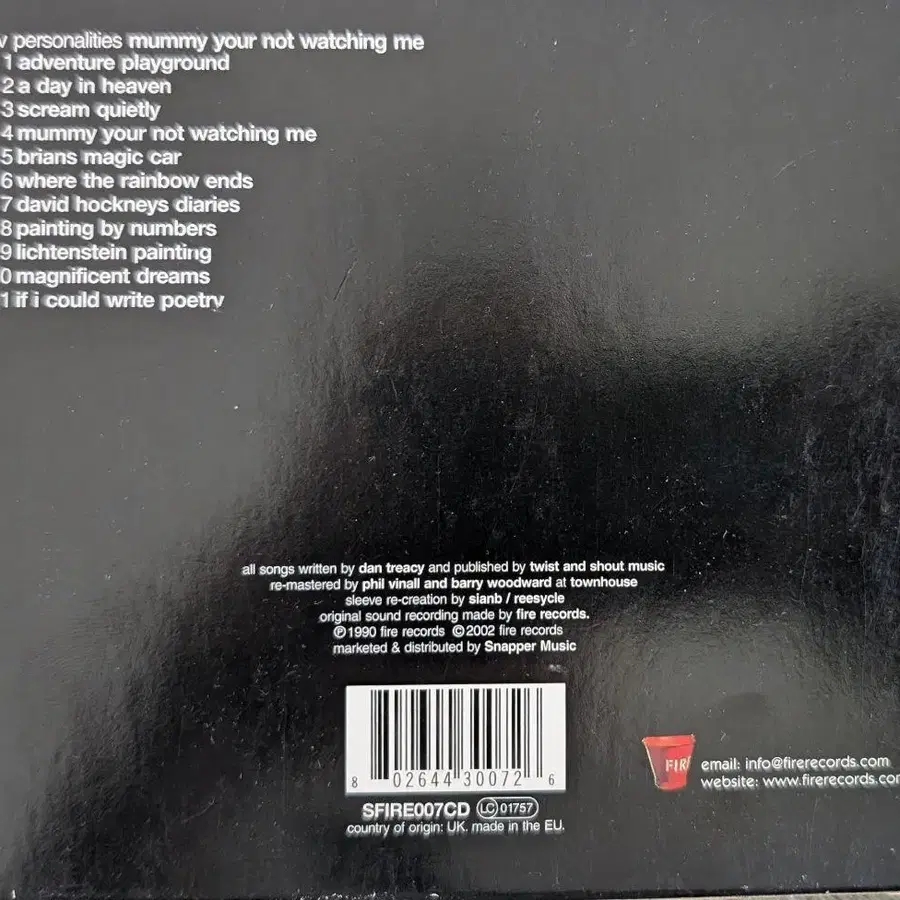 v personalities mummy your not watching me
1 adventure playground
2 a day in heaven
3 scream quietly
4 mummy your not watching me
5 brians magic car
6 where the rainbow ends
7 david hockneys diaries
8 painting by numbers
9 lichtenstein painting
0 magnificent dreams
1 if i could write poetry
all songs written by dan treacy and published by twist and shout music
re-mastered by phil vinall and barry woodward at townhouse
sleeve re-creation by sianb / reesycle
original sound recording made by fire records.
℗1990 fire records ©2002 fire records
marketed & distributed by Snapper Music
8 02644 30072 6
SFIRE007CD LC 01757
country of origin: UK. made in the EU.
FIRE
email: info@firerecords.com
website: www.firerecords.com